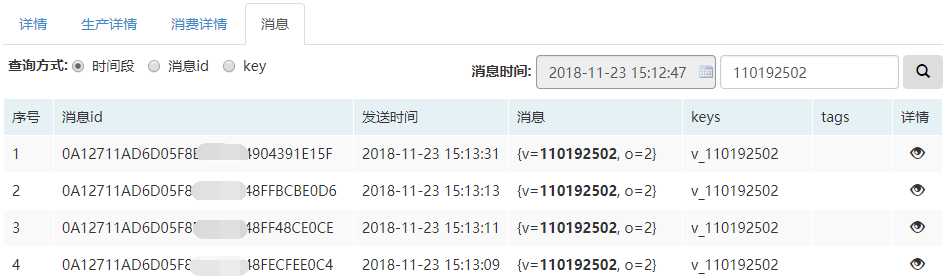 详情 生产详情 消费详情 消息
查询方式: 时间段 消息id key 消息时间: 2018-11-23 15:12:47 110192502
序号 消息id 发送时间 消息 keys tags 详情
1 0A12711AD6D05F8 4904391E15F 2018-11-23 15:13:31 {v=110192502, o=2} v_110192502
2 0A12711AD6D05F8 48FFBCBE0D6 2018-11-23 15:13:13 {v=110192502, o=2} v_110192502
3 0A12711AD6D05F8 48FF48CE0CE 2018-11-23 15:13:11 {v=110192502, o=2} v_110192502
4 0A12711AD6D05F8 48FECFEE0C4 2018-11-23 15:13:09 {v=110192502, o=2} v_110192502